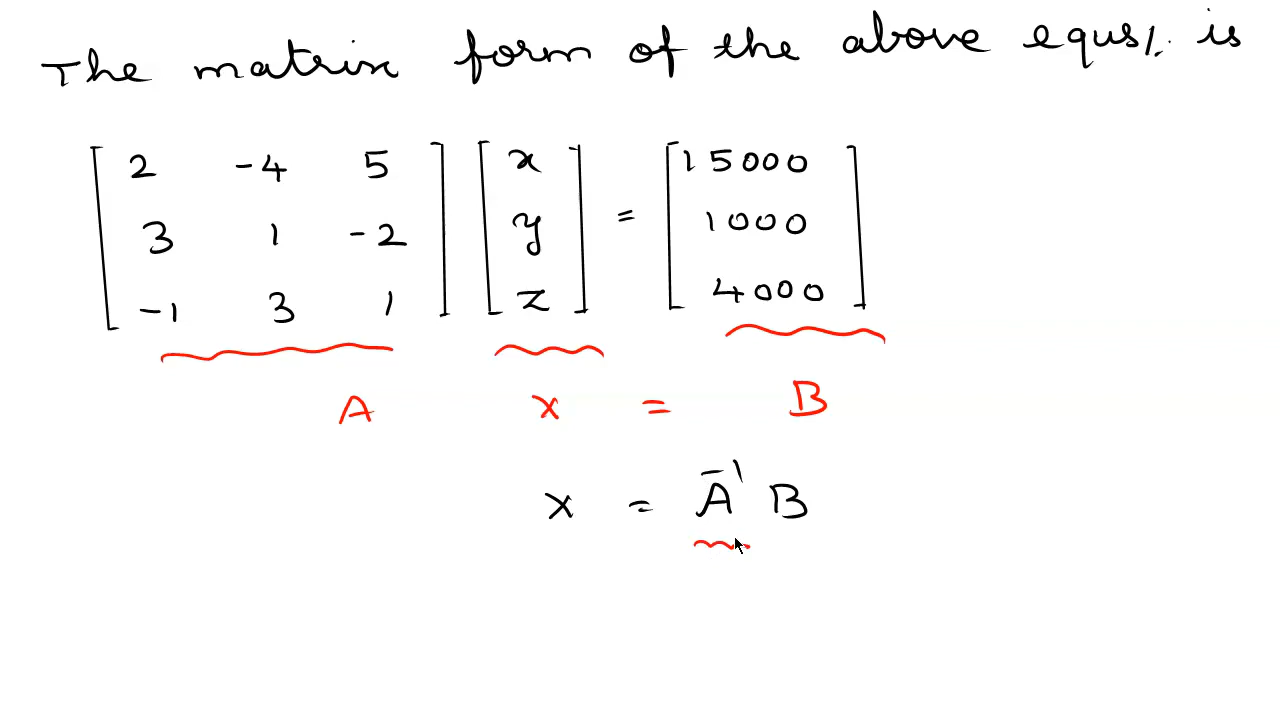 The matrix form of the above equs/. is
[ 2 -4 5 ] [ x ] = [ 15000 ]
[ 3 1 -2 ] [ y ] [ 1000 ]
[ -1 3 1 ] [ z ] [ 4000 ]
A X = B
X = A⁻¹ B